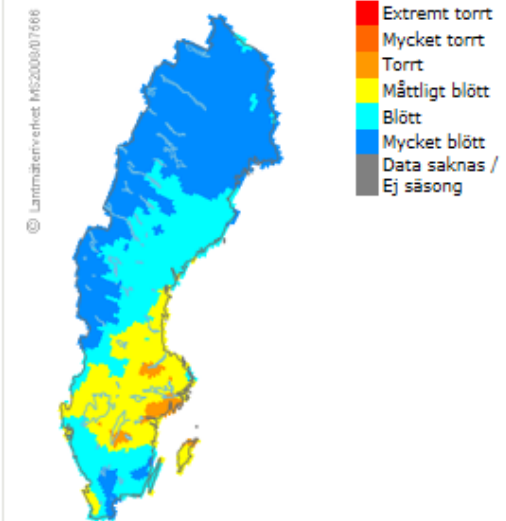 © Lantmäteriverket MS2008/07666
Extremt torrt
Mycket torrt
Torrt
Måttligt blött
Blött
Mycket blött
Data saknas /
Ej säsong